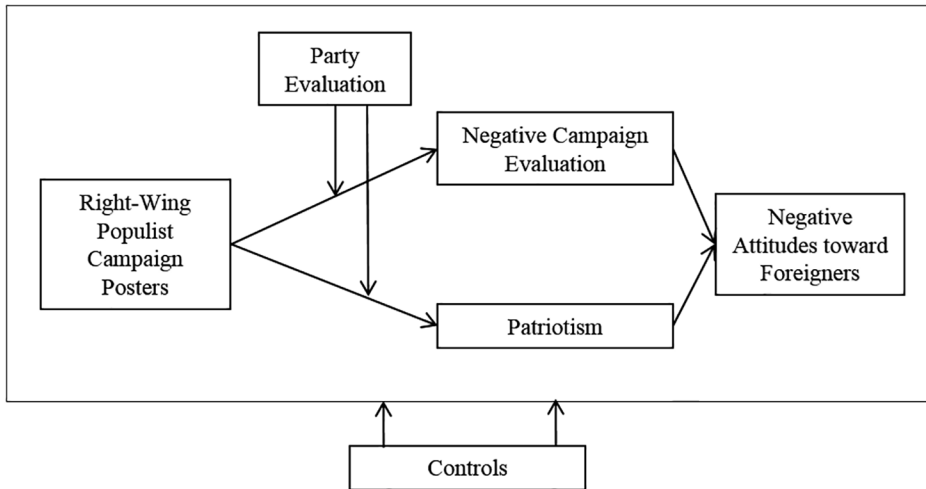 Party
Evaluation
Negative Campaign
Evaluation
Right-Wing
Populist
Campaign
Posters
Negative
Attitudes toward
Foreigners
Patriotism
Controls